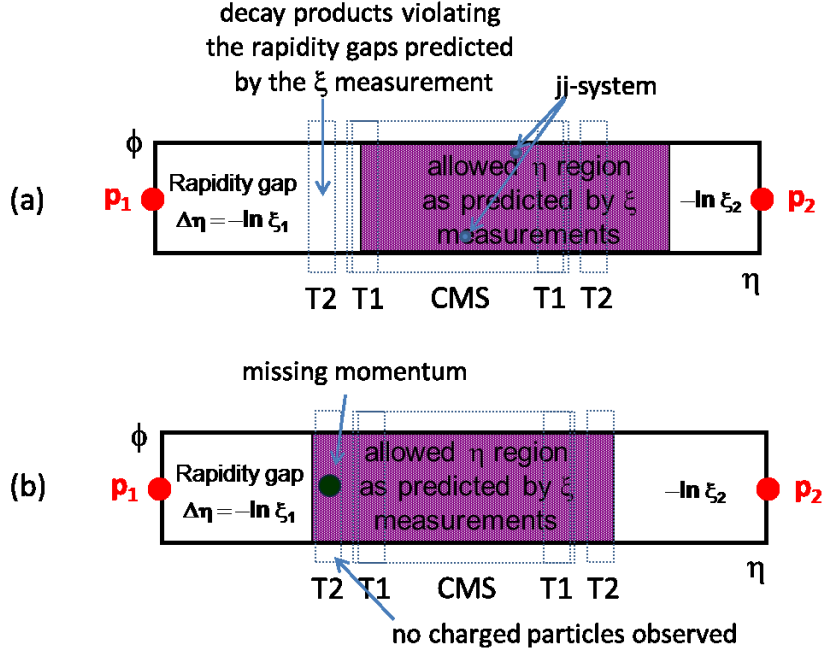 decay products violating
the rapidity gaps predicted
by the ξ measurement
jj-system
(a)
ϕ
p₁
Rapidity gap
Δη = −ln ξ₁
allowed η region
as predicted by ξ
measurements
−ln ξ₂
p₂
η
T2 T1 CMS T1 T2
missing momentum
(b)
ϕ
p₁
Rapidity gap
Δη = −ln ξ₁
allowed η region
as predicted by ξ
measurements
−ln ξ₂
p₂
η
T2 T1 CMS T1 T2
no charged particles observed